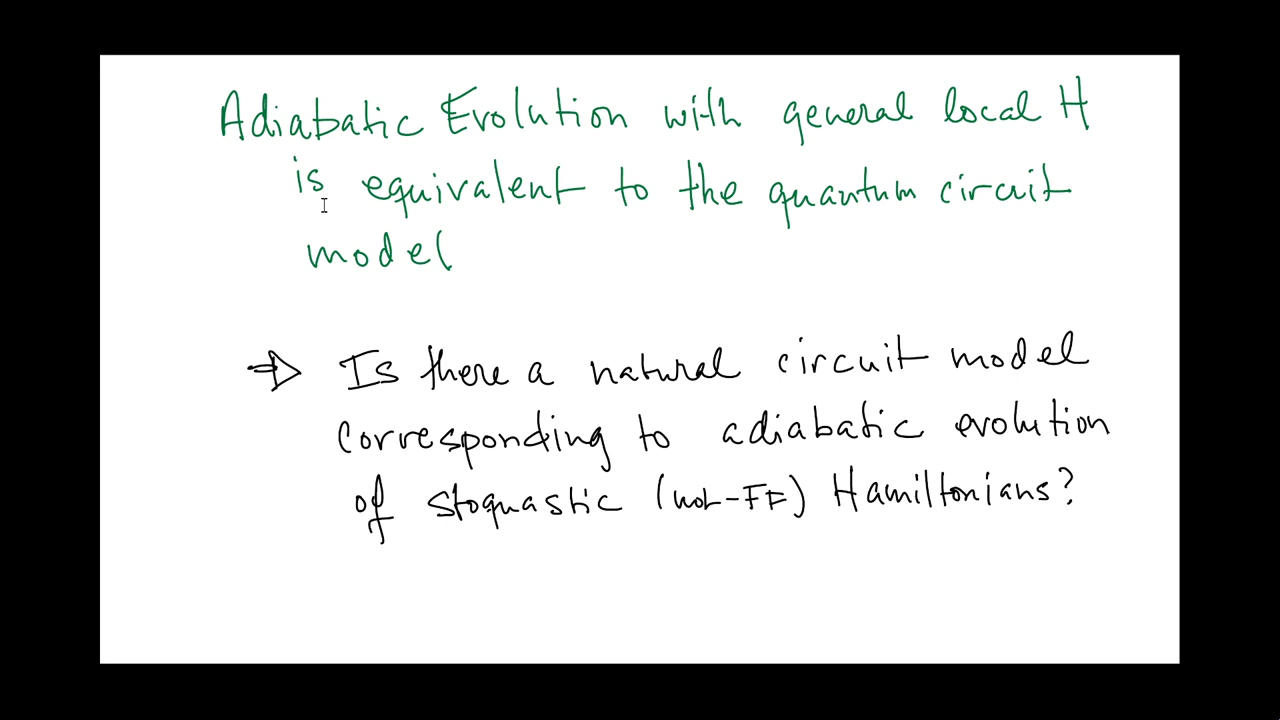 Adiabatic Evolution with general local H
is equivalent to the quantum circuit
model
⇒ Is there a natural circuit model
corresponding to adiabatic evolution
of stoquastic (not-FF) Hamiltonians?